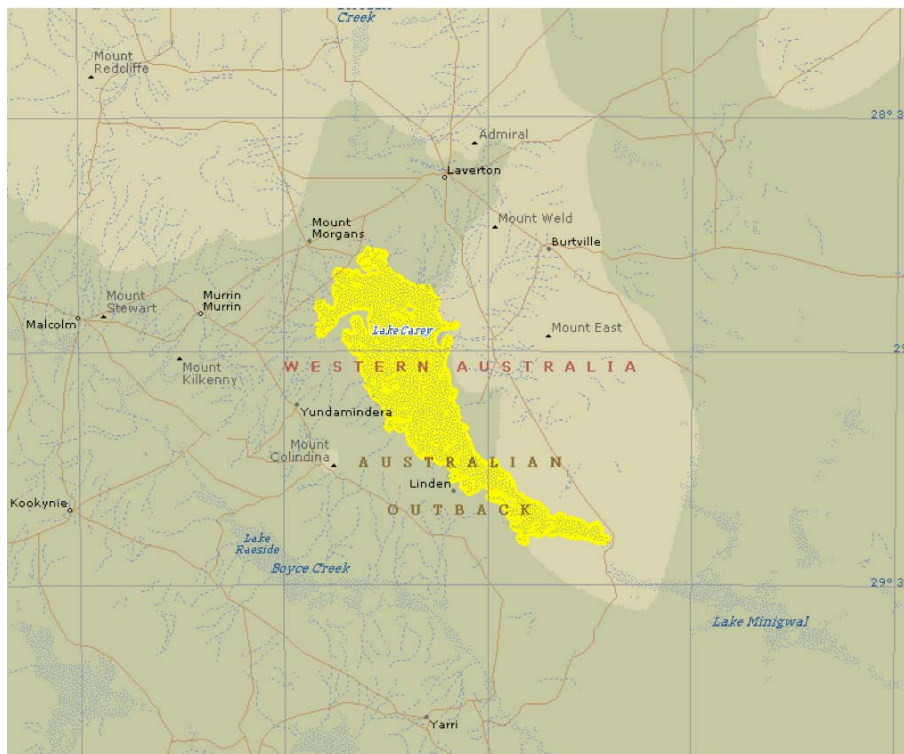 Creek
Mount
Redcliffe
28° 3
Admiral
Laverton
Mount Weld
Mount
Morgans
Burtville
Murrin
Murrin
Mount
Stewart
Malcolm
Lake Carey
Mount East
29
WESTERN AUSTRALIA
Mount
Kilkenny
Yundamindera
Mount
Colindina
AUSTRALIAN
Linden
OUTBACK
Kookynie
Lake
Raeside
Boyce Creek
29° 3
Lake Minigwal
Yarri